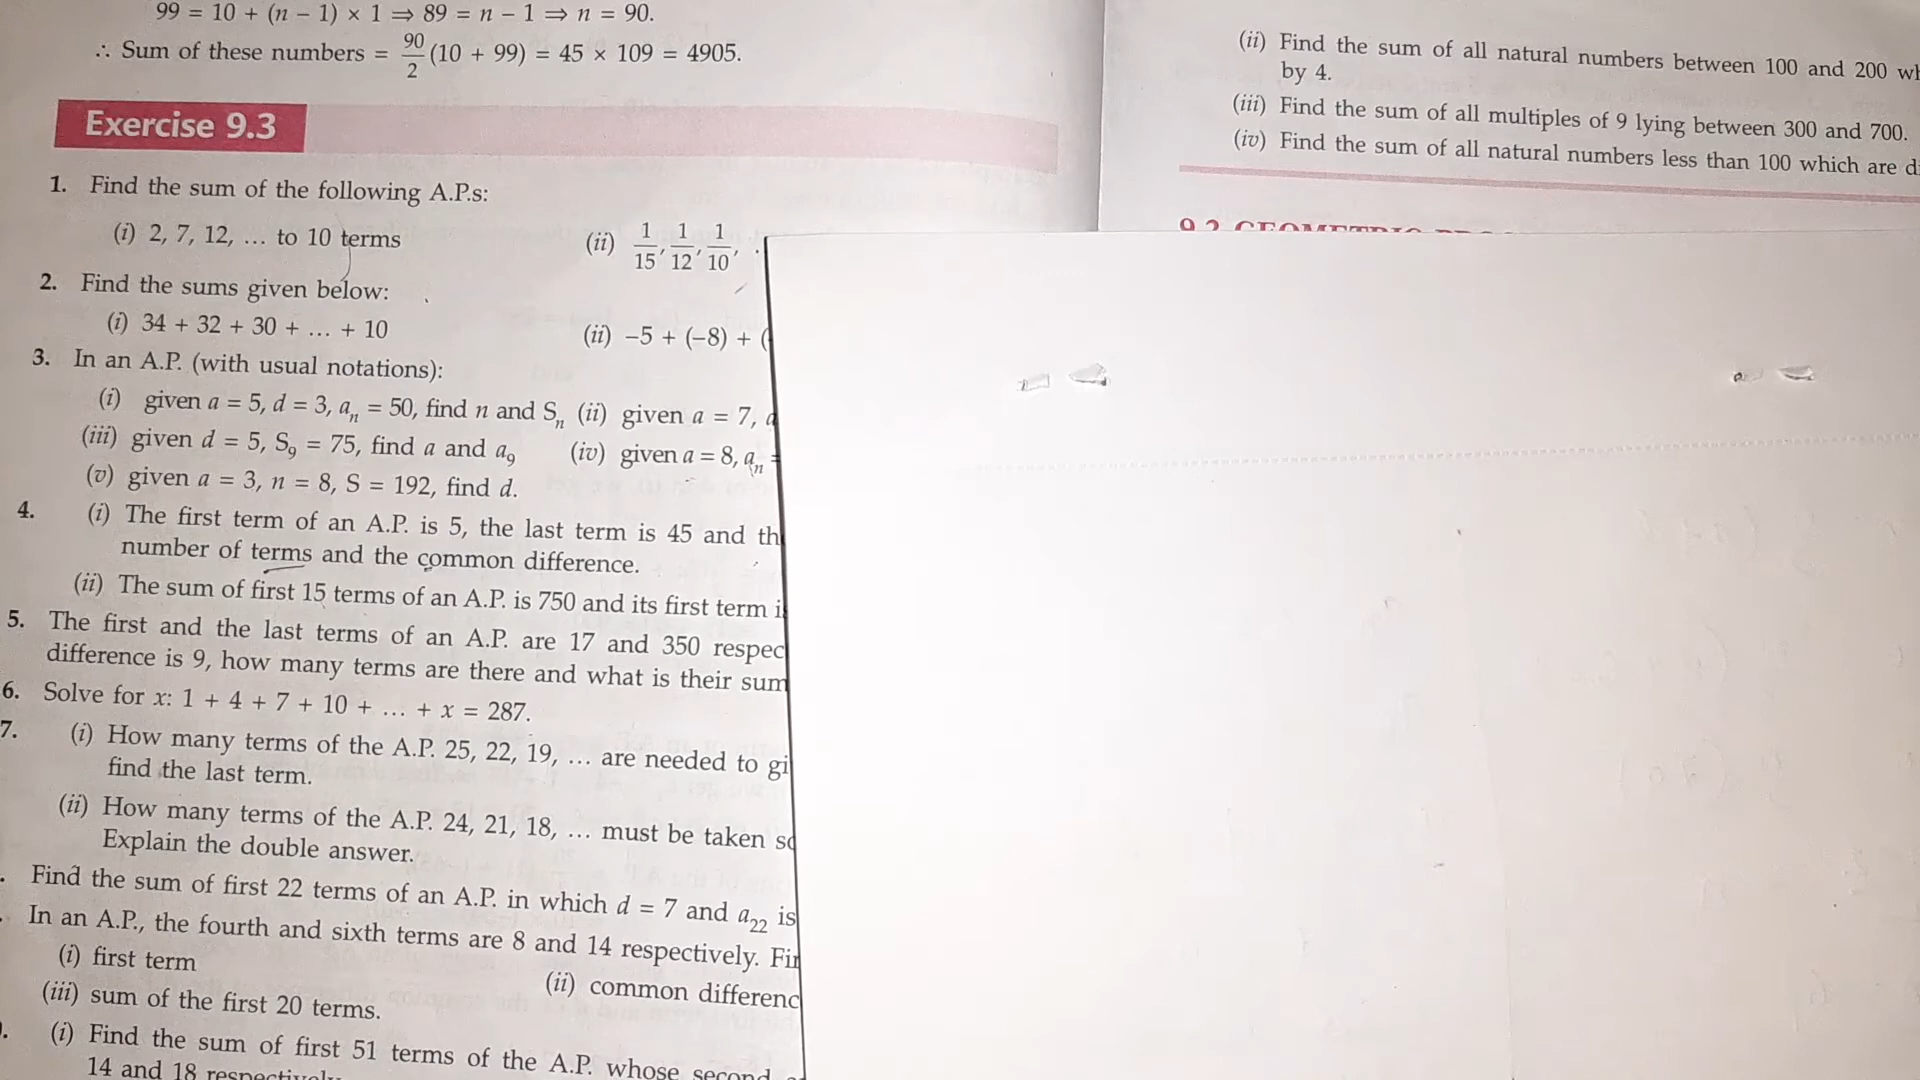 99 = 10 + (n − 1) × 1 ⇒ 89 = n − 1 ⇒ n = 90.
∴ Sum of these numbers = 90/2 (10 + 99) = 45 × 109 = 4905.
Exercise 9.3
1. Find the sum of the following A.P.s:
(i) 2, 7, 12, … to 10 terms (ii) 1/15, 1/12, 1/10,
2. Find the sums given below:
(i) 34 + 32 + 30 + … + 10 (ii) −5 + (−8) + (
3. In an A.P. (with usual notations):
(i) given a = 5, d = 3, aₙ = 50, find n and Sₙ (ii) given a = 7,
(iii) given d = 5, S₉ = 75, find a and a₉ (iv) given a = 8, aₙ =
(v) given a = 3, n = 8, S = 192, find d.
4. (i) The first term of an A.P. is 5, the last term is 45 and
number of terms and the common difference.
(ii) The sum of first 15 terms of an A.P. is 750 and its first term
5. The first and the last terms of an A.P. are 17 and 350 respec
difference is 9, how many terms are there and what is their sum
6. Solve for x: 1 + 4 + 7 + 10 + … + x = 287.
7. (i) How many terms of the A.P. 25, 22, 19, … are needed to gi
find the last term.
(ii) How many terms of the A.P. 24, 21, 18, … must be taken
Explain the double answer.
. Find the sum of first 22 terms of an A.P. in which d = 7 and a₂₂ is
In an A.P., the fourth and sixth terms are 8 and 14 respectively.
(i) first term (ii) common differenc
(iii) sum of the first 20 terms.
(i) Find the sum of first 51 terms of the A.P. whose second
14 and 18 respectively
(ii) Find the sum of all natural numbers between 100 and 200
by 4.
(iii) Find the sum of all multiples of 9 lying between 300 and 700.
(iv) Find the sum of all natural numbers less than 100 which are